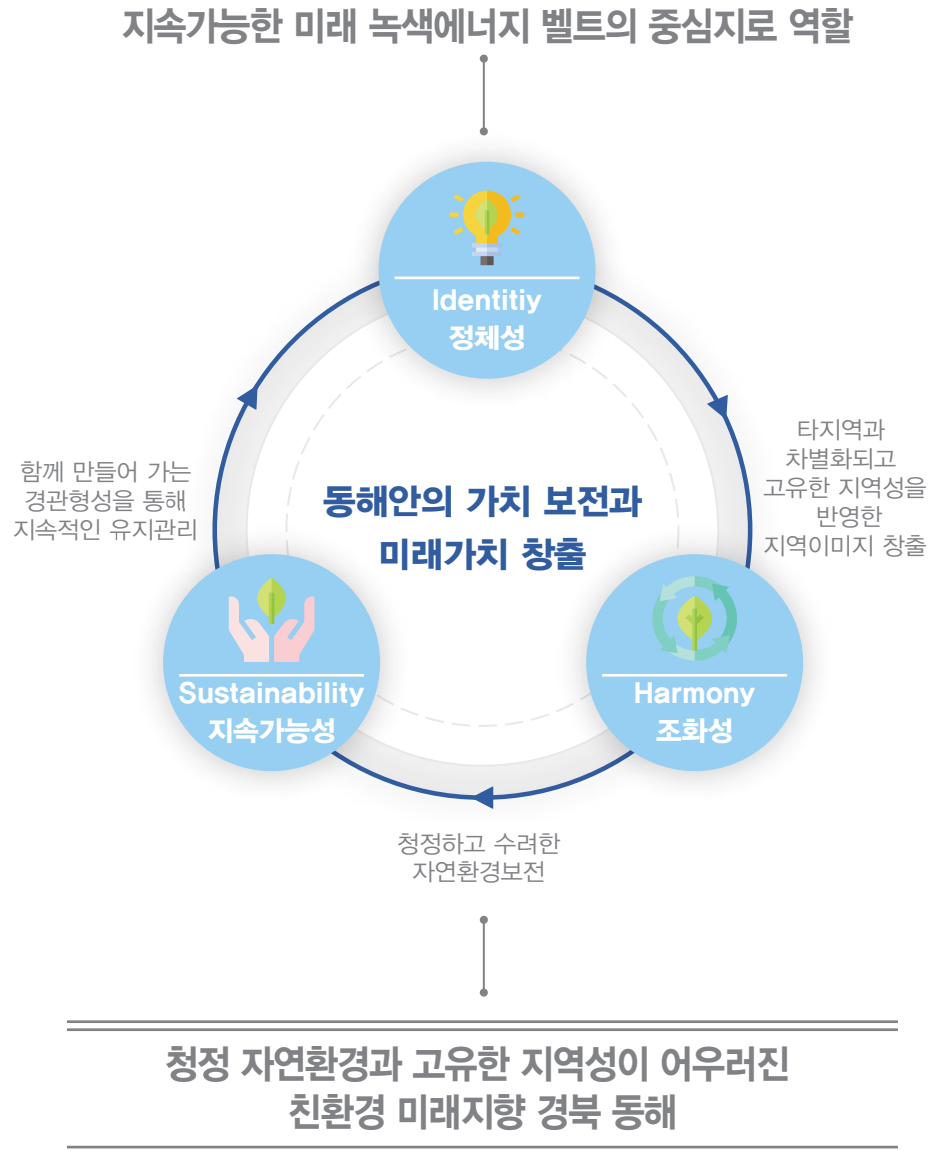 지속가능한 미래 녹색에너지 벨트의 중심지로 역할
Identitiy
정체성
타지역과
차별화되고
고유한 지역성을
반영한
지역이미지 창출
함께 만들어 가는
경관형성을 통해
지속적인 유지관리
동해안의 가치 보전과
미래가치 창출
Sustainability
지속가능성
Harmony
조화성
청정하고 수려한
자연환경보전
청정 자연환경과 고유한 지역성이 어우러진
친환경 미래지향 경북 동해